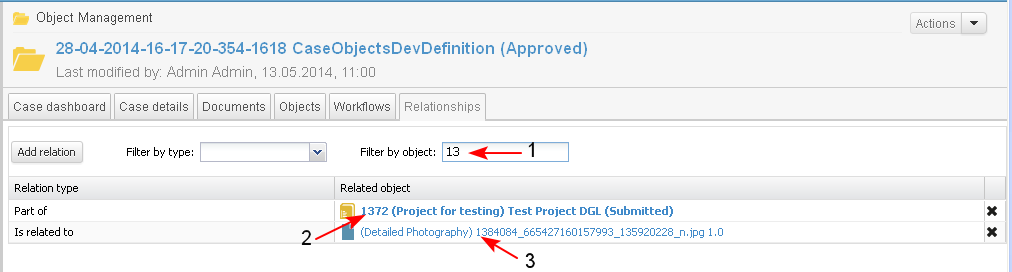 Object Management
Actions
28-04-2014-16-17-20-354-1618 CaseObjectsDevDefinition (Approved)
Last modified by: Admin Admin, 13.05.2014, 11:00
Case dashboard Case details Documents Objects Workflows Relationships
Add relation Filter by type: Filter by object: 13 1
Relation type Related object
Part of 1372 (Project for testing) Test Project DGL (Submitted)
2
Is related to (Detailed Photography) 1384084_665427160157993_135920228_n.jpg 1.0
3